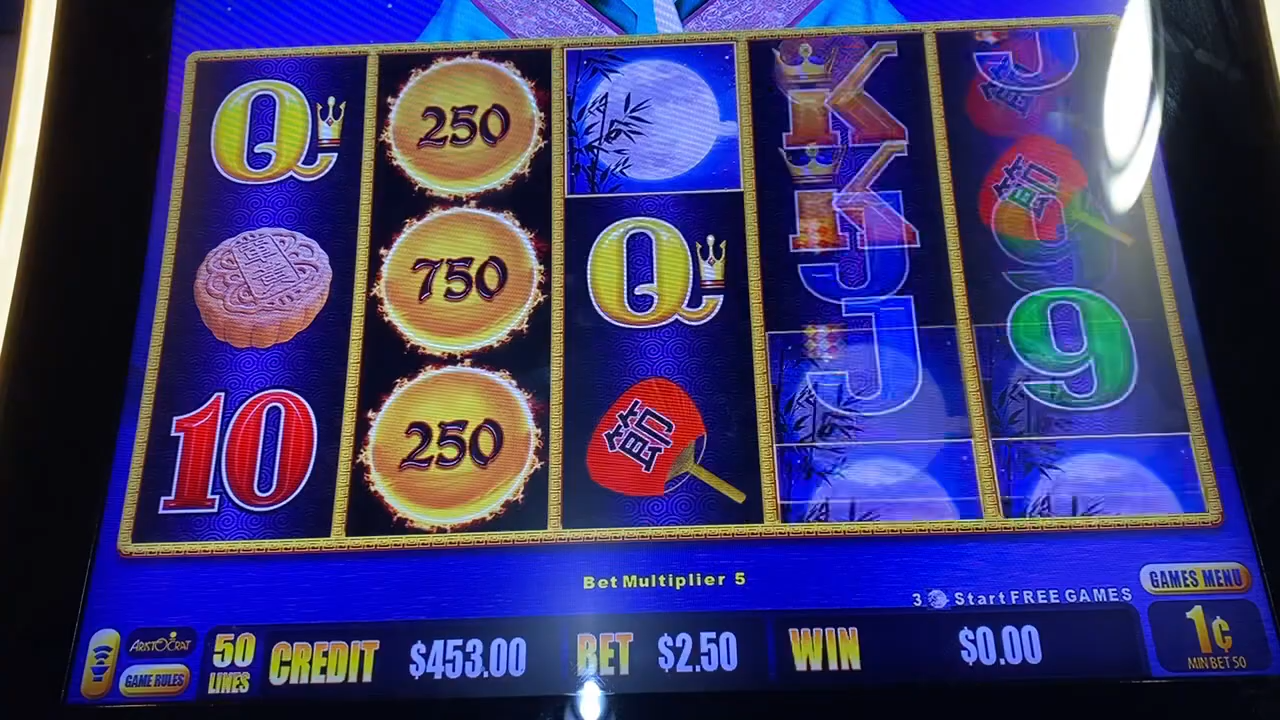 Q
250
K
J
750
Q
J
9
10
250
節
Bet Multiplier 5
3 Start FREE GAMES
GAMES MENU
ARISTOCRAT
GAME RULES
50 LINES
CREDIT $453.00
BET $2.50
WIN $0.00
1¢
MIN BET 50